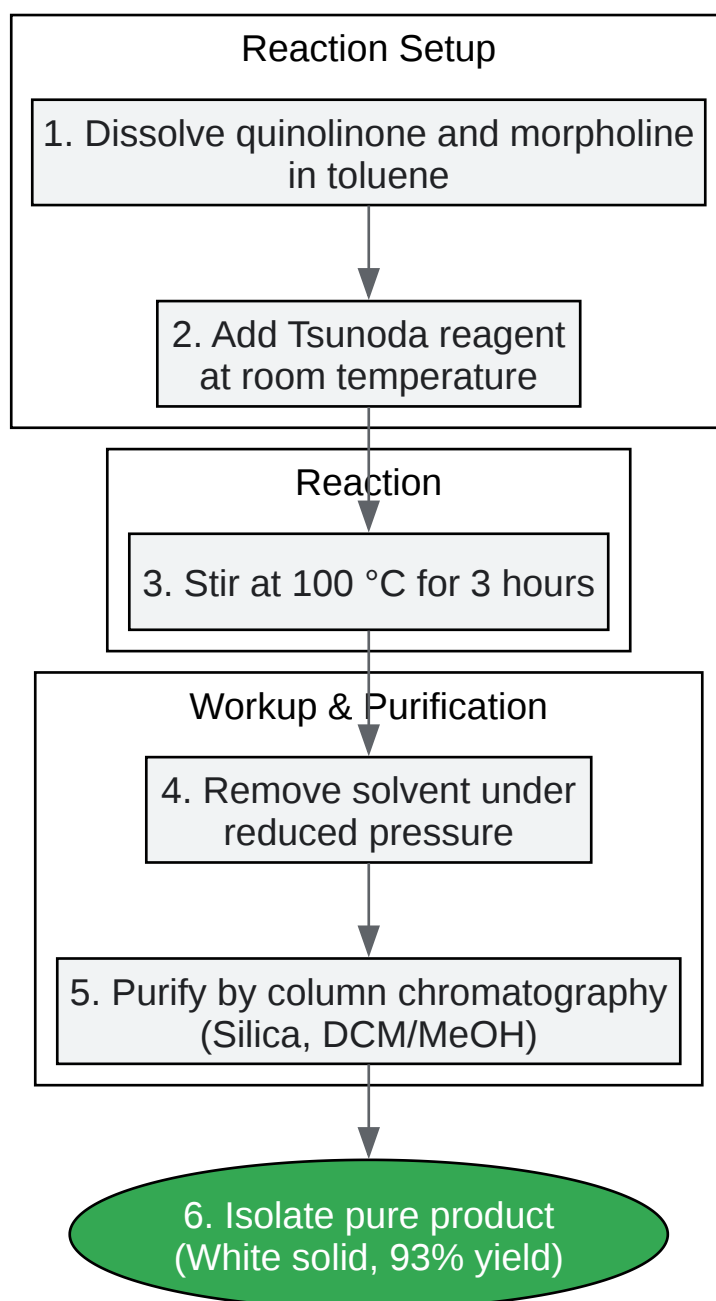 Reaction Setup
1. Dissolve quinolinone and morpholine
in toluene
2. Add Tsunoda reagent
at room temperature
Reaction
3. Stir at 100 °C for 3 hours
Workup & Purification
4. Remove solvent under
reduced pressure
5. Purify by column chromatography
(Silica, DCM/MeOH)
6. Isolate pure product
(White solid, 93% yield)